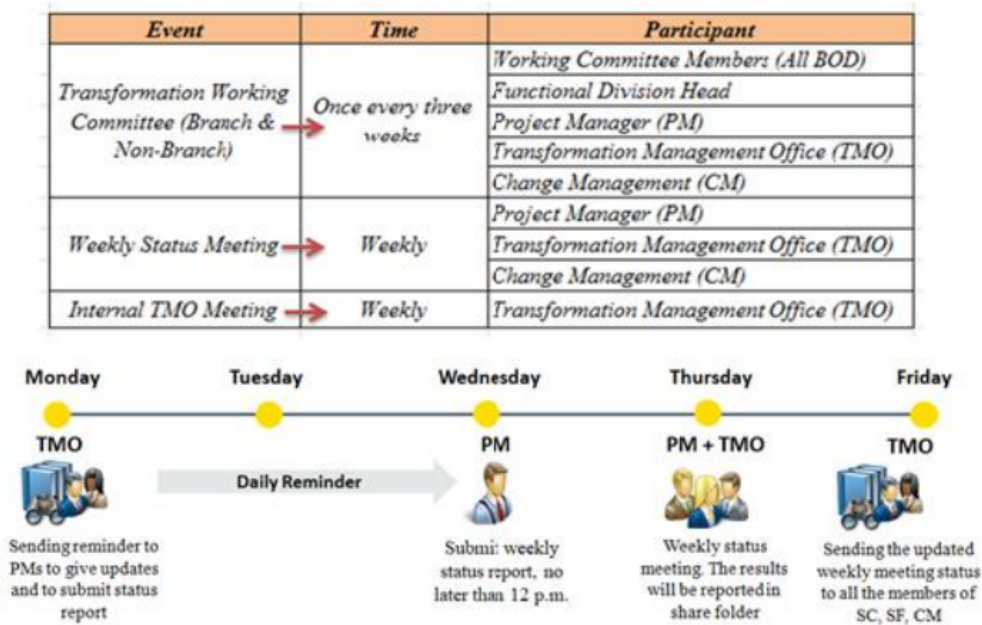 Event Time Participant
Transformation Working
Committee (Branch &
Non-Branch)
Once every three
weeks
Working Committee Members (All BOD)
Functional Division Head
Project Manager (PM)
Transformation Management Office (TMO)
Change Management (CM)
Weekly Status Meeting
Weekly
Project Manager (PM)
Transformation Management Office (TMO)
Change Management (CM)
Internal TMO Meeting
Weekly
Transformation Management Office (TMO)
Monday Tuesday Wednesday Thursday Friday
TMO
Daily Reminder
PM
PM + TMO
TMO
Sending reminder to
PMs to give updates
and to submit status
report
Submit weekly
status report, no
later than 12 p.m.
Weekly status
meeting. The results
will be reported in
share folder
Sending the updated
weekly meeting status
to all the members of
SC, SF, CM